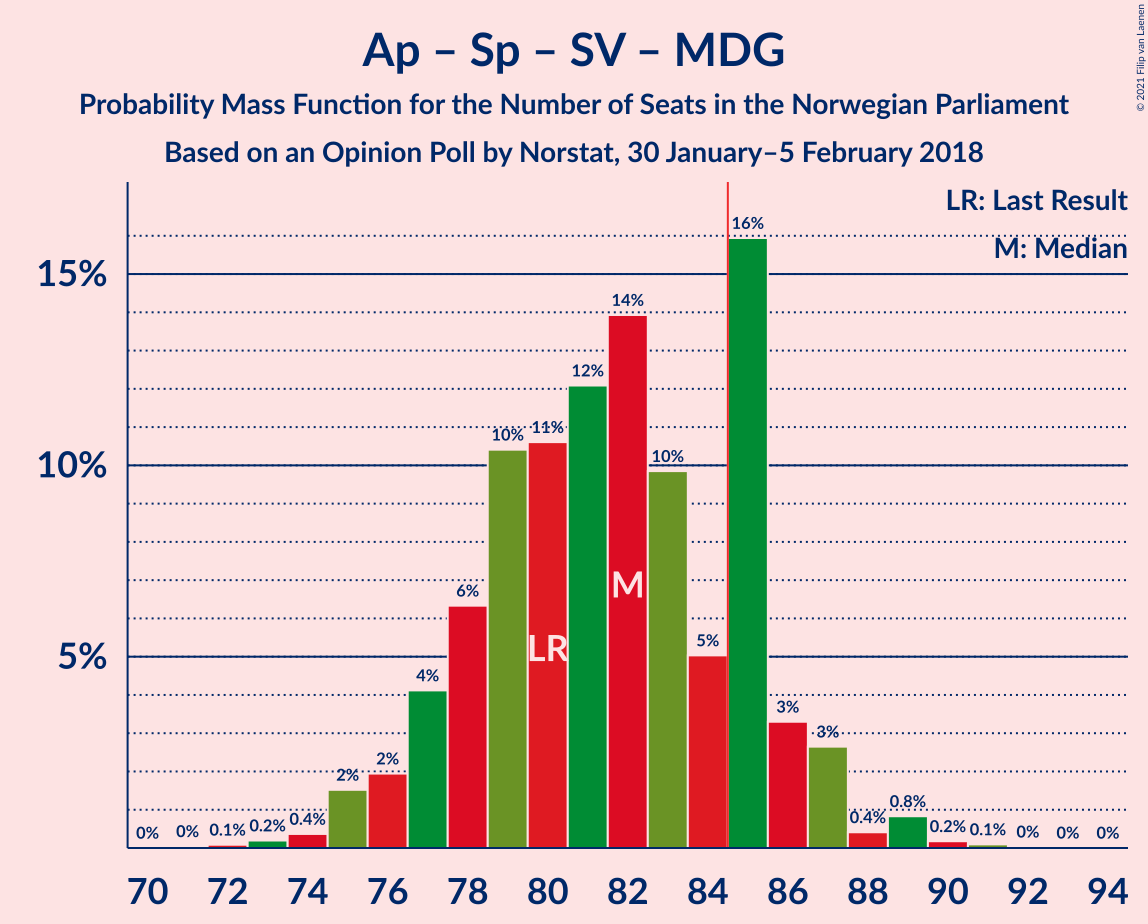 Ap – Sp – SV – MDG
Probability Mass Function for the Number of Seats in the Norwegian Parliament
Based on an Opinion Poll by Norstat, 30 January–5 February 2018
© 2021 Filip van Laenen
LR: Last Result
M: Median
15%
10%
5%
0% 0% 0.1% 0.2% 0.4% 2% 2% 4% 6% 10% 11% 12% 14% 10% 5% 16% 3% 3% 0.4% 0.8% 0.2% 0.1% 0% 0% 0%
LR
M
70 72 74 76 78 80 82 84 86 88 90 92 94